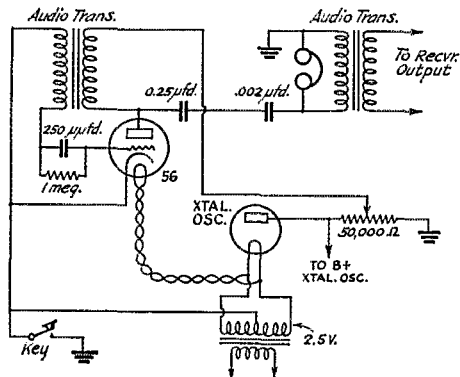 Audio Trans.
Audio Trans.
To Recvr.
Output
0.25 µfd.
.002 µfd.
250 µµfd.
1 meg.
56
XTAL.
OSC.
50,000 Ω
TO B+
XTAL. OSC.
Key
2.5V.